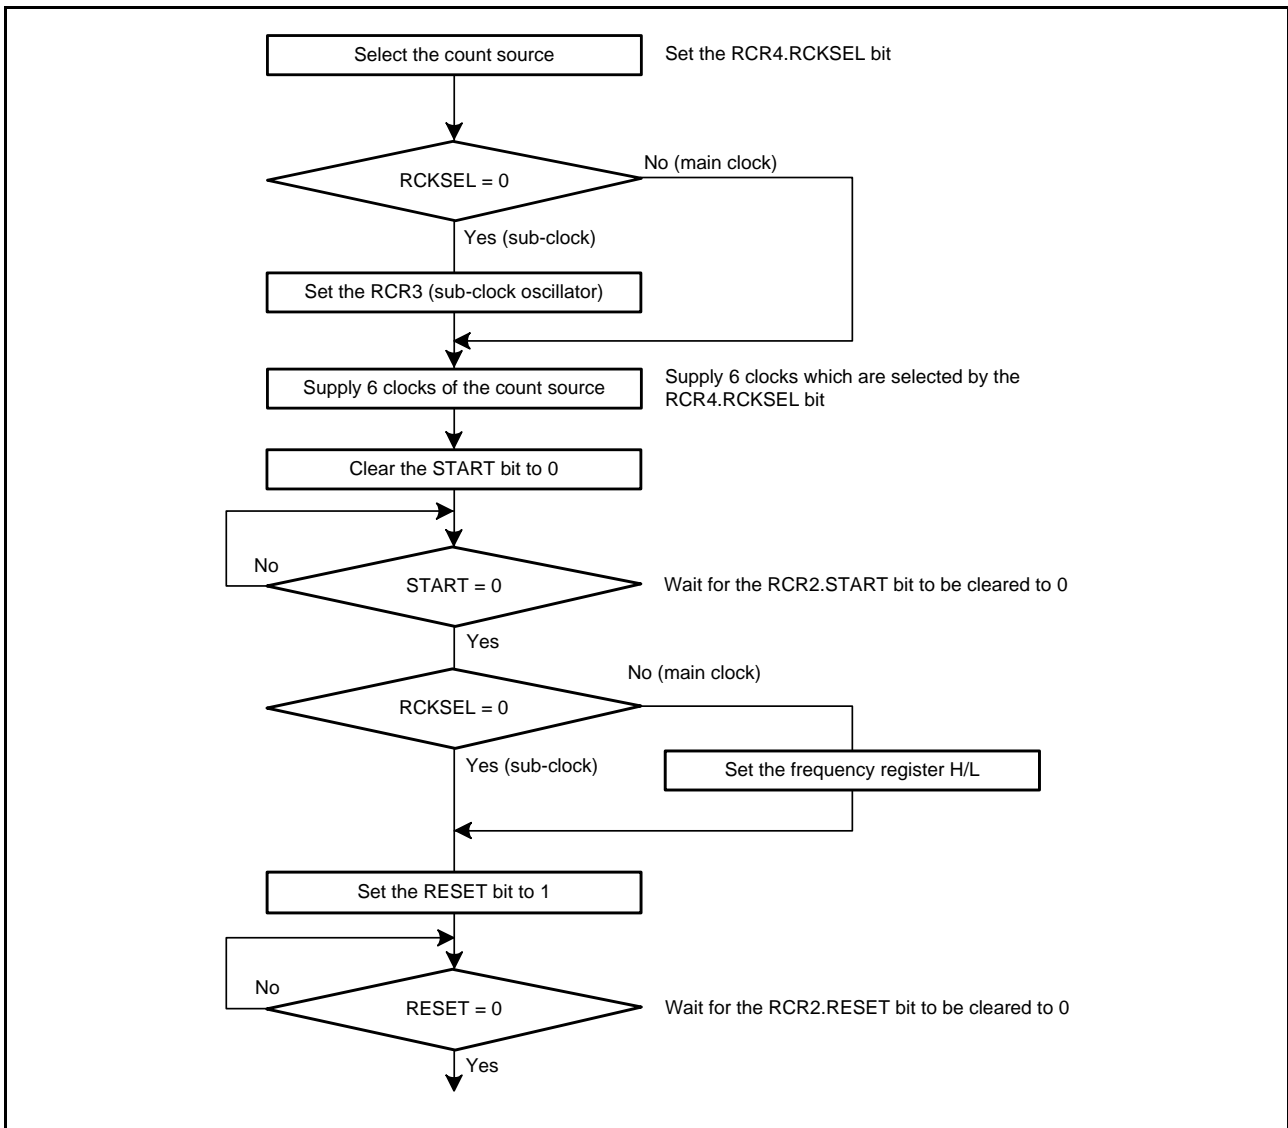 Select the count source
Set the RCR4.RCKSEL bit
No (main clock)
RCKSEL = 0
Yes (sub-clock)
Set the RCR3 (sub-clock oscillator)
Supply 6 clocks of the count source
Supply 6 clocks which are selected by the
RCR4.RCKSEL bit
Clear the START bit to 0
No
START = 0
Wait for the RCR2.START bit to be cleared to 0
Yes
No (main clock)
RCKSEL = 0
Yes (sub-clock)
Set the frequency register H/L
Set the RESET bit to 1
No
RESET = 0
Wait for the RCR2.RESET bit to be cleared to 0
Yes